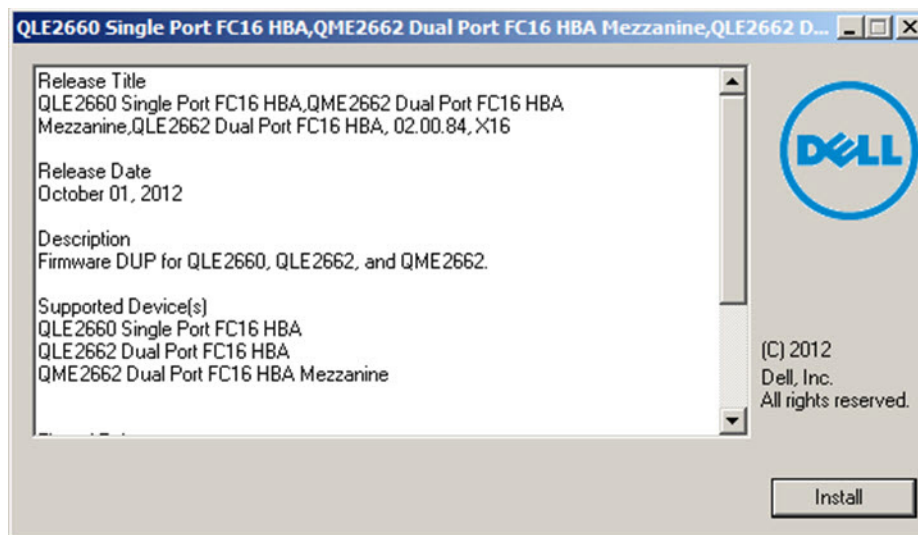 QLE2660 Single Port FC16 HBA,QME2662 Dual Port FC16 HBA Mezzanine,QLE2662 D...
Release Title
QLE2660 Single Port FC16 HBA,QME2662 Dual Port FC16 HBA
Mezzanine,QLE2662 Dual Port FC16 HBA, 02.00.84, X16
Release Date
October 01, 2012
Description
Firmware DUP for QLE2660, QLE2662, and QME2662.
Supported Device(s)
QLE2660 Single Port FC16 HBA
QLE2662 Dual Port FC16 HBA
QME2662 Dual Port FC16 HBA Mezzanine
DELL
(C) 2012
Dell, Inc.
All rights reserved.
Install